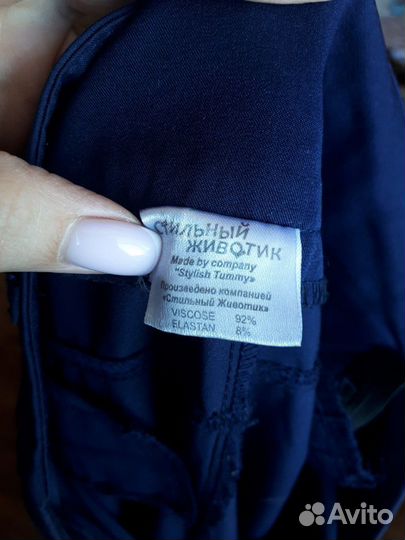 СТИЛЬНЫЙ
ЖИВОТИК
Made by company
"Stylish Tummy»
Произведено компанией
«Стильный Животик»
VISCOSE 92%
ELASTAN 8%
Avito